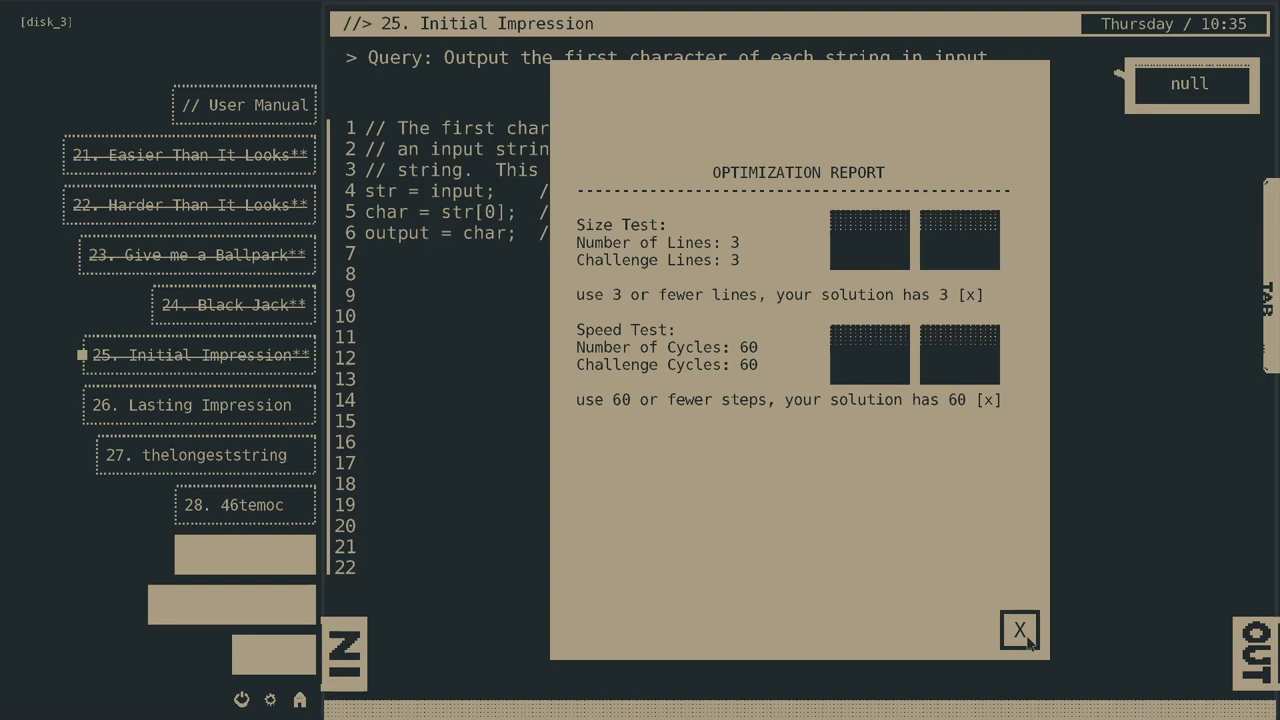 [disk_3]
//> 25. Initial Impression
Thursday / 10:35
> Query: Output the first character of each string in input
null
// User Manual
21. Easier Than It Looks**
22. Harder Than It Looks**
23. Give me a Ballpark**
24. Black Jack**
25. Initial Impression**
26. Lasting Impression
27. thelongeststring
28. 46temoc
1 // The first char
2 // an input strin
3 // string. This
4 str = input; /
5 char = str[0]; /
6 output = char; /
7
8
9
10
11
12
13
14
15
16
17
18
19
20
21
22
OPTIMIZATION REPORT
Size Test:
Number of Lines: 3
Challenge Lines: 3
use 3 or fewer lines, your solution has 3 [x]
Speed Test:
Number of Cycles: 60
Challenge Cycles: 60
use 60 or fewer steps, your solution has 60 [x]
X
TAB
IN
OUT